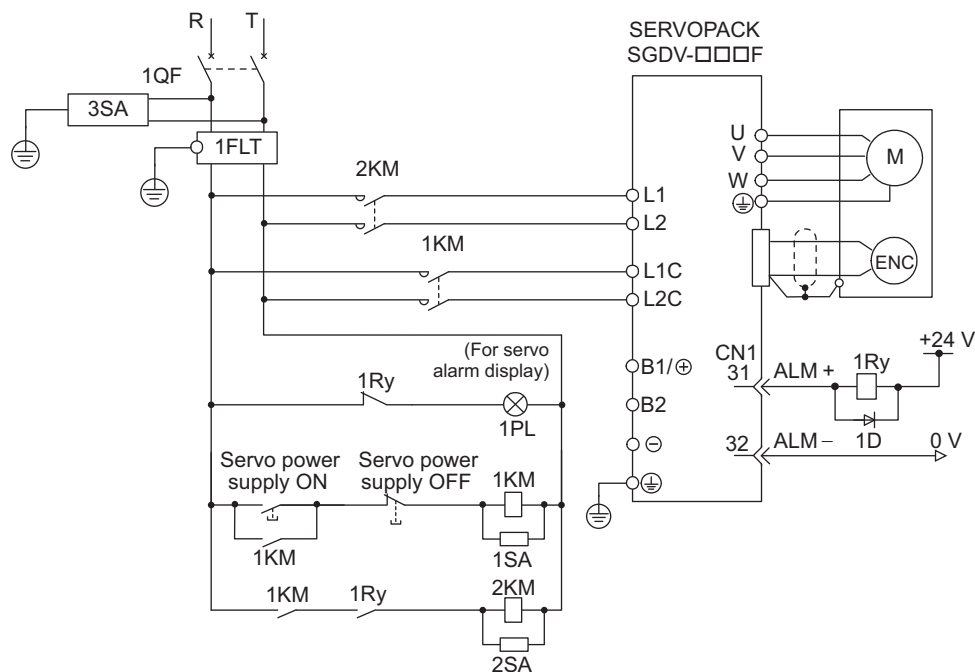 R T
SERVOPACK
SGDV-□□□F
1QF
3SA
1FLT
U
V
W
M
2KM
L1
L2
1KM
L1C
L2C
ENC
(For servo
alarm display)
+24 V
CN1
31 ALM + 1Ry
B1/⊕
1Ry
B2
1PL
1D
32 ALM − 0 V
⊖
Servo power
supply ON
Servo power
supply OFF
1KM
1KM
1SA
1KM 1Ry 2KM
2SA